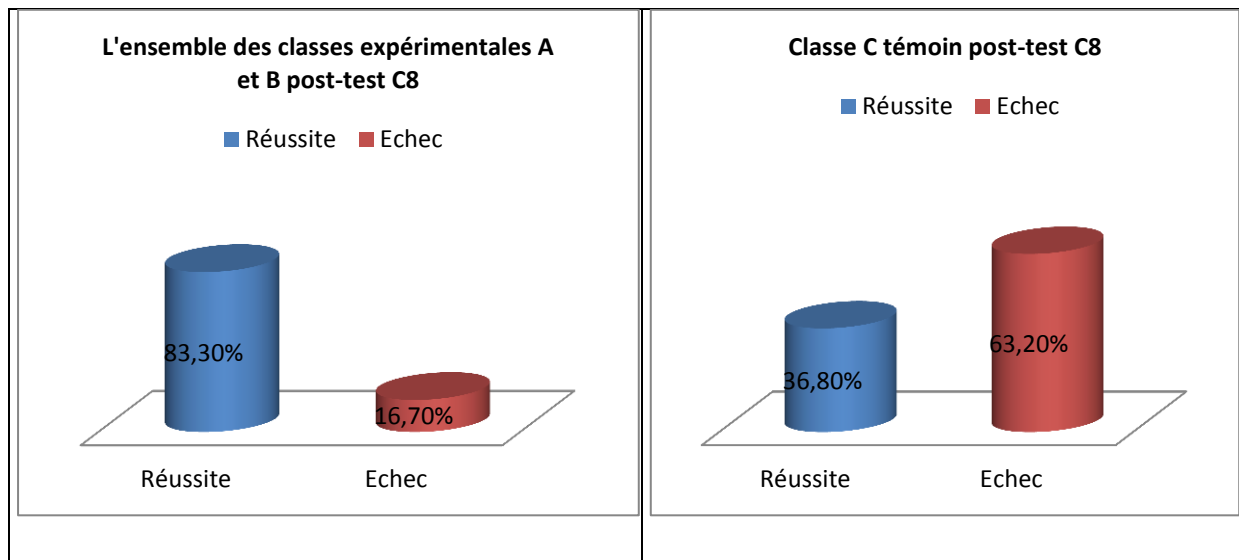 L'ensemble des classes expérimentales A
et B post-test C8
Réussite Echec
83,30%
16,70%
Réussite Echec
Classe C témoin post-test C8
Réussite Echec
36,80%
63,20%
Réussite Echec